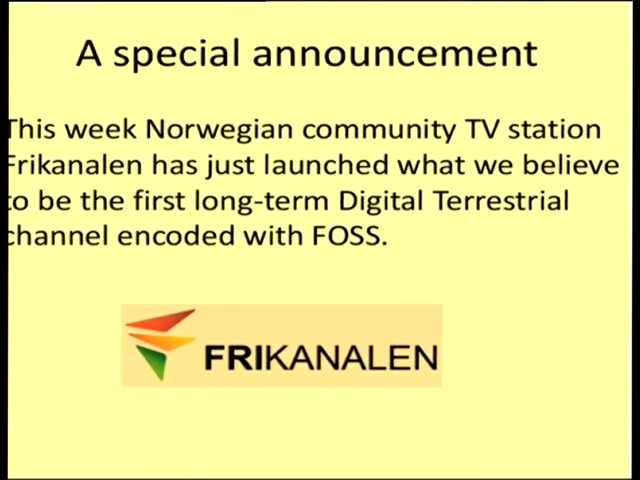 A special announcement
This week Norwegian community TV station
Frikanalen has just launched what we believe
to be the first long-term Digital Terrestrial
channel encoded with FOSS.
FRIKANALEN